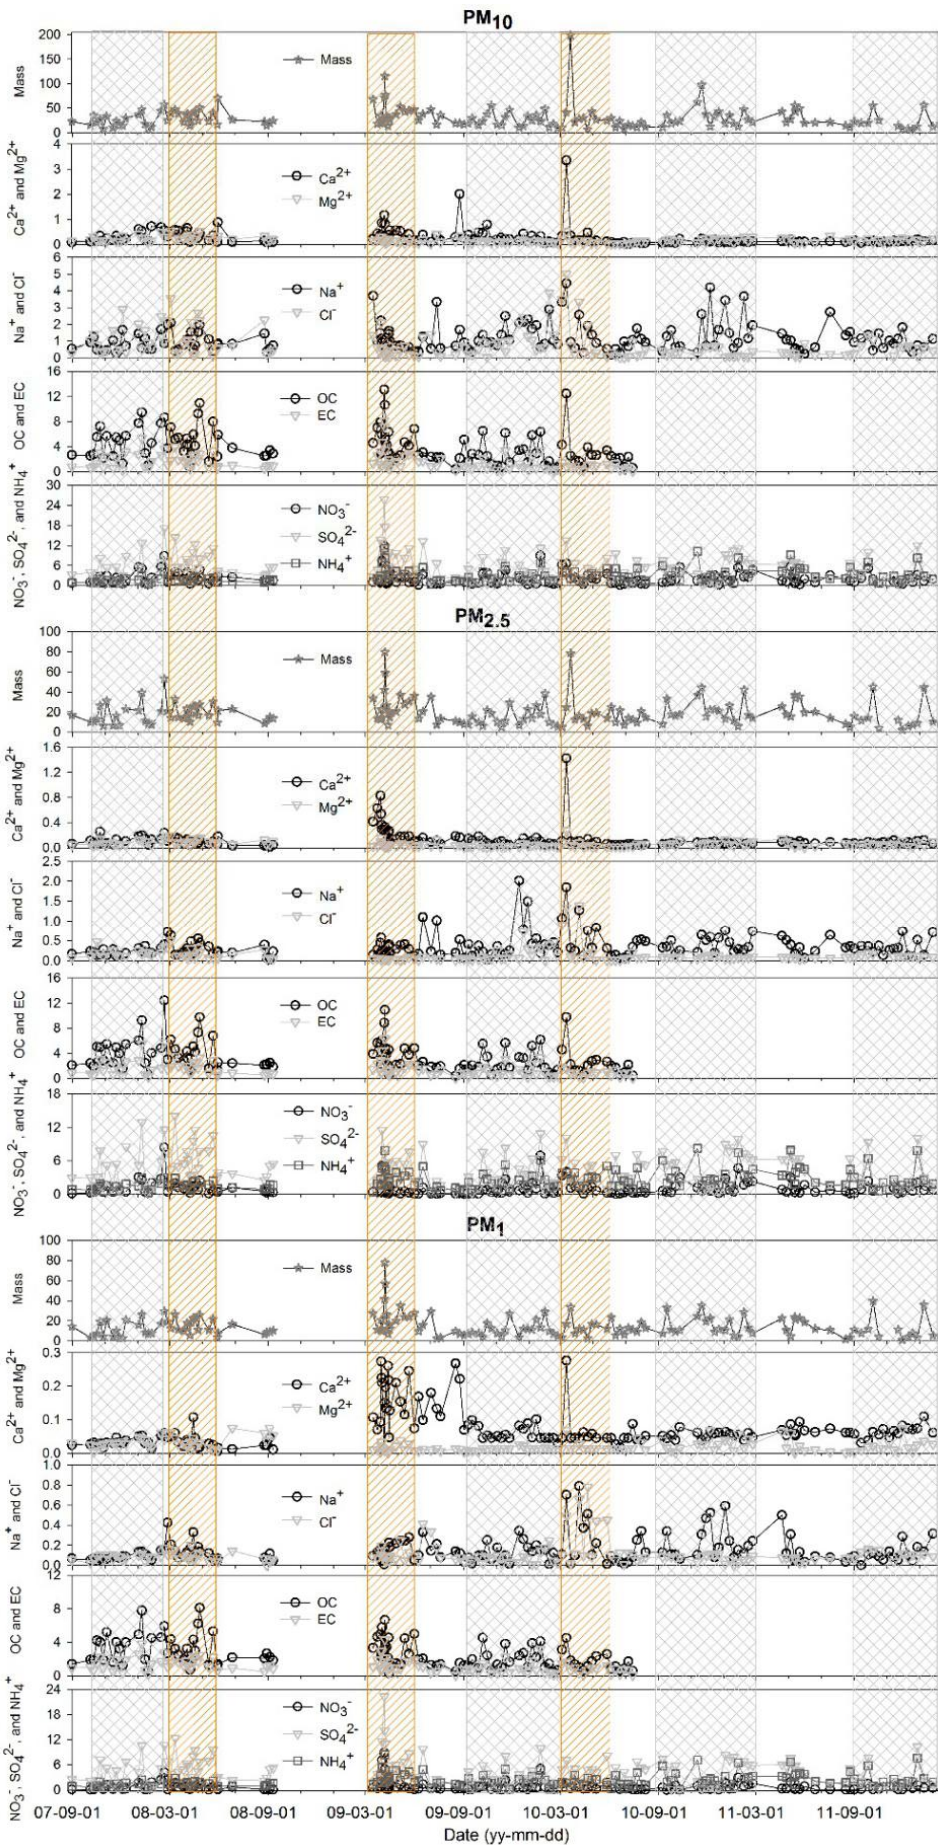 PM10
Mass
200
150
100
50
0
Mass
Ca2+ and Mg2+
4
3
2
1
0
Ca2+
Mg2+
Na+ and Cl-
6
5
4
3
2
1
0
Na+
Cl-
OC and EC
16
12
8
4
0
OC
EC
NO3-, SO42-, and NH4+
30
24
18
12
6
0
NO3-
SO42-
NH4+
PM2.5
Mass
100
80
60
40
20
0
Mass
Ca2+ and Mg2+
1.6
1.2
0.8
0.4
0.0
Ca2+
Mg2+
Na+ and Cl-
2.5
2.0
1.5
1.0
0.5
0.0
Na+
Cl-
OC and EC
16
12
8
4
0
OC
EC
NO3-, SO42-, and NH4+
18
12
6
0
NO3-
SO42-
NH4+
PM1
Mass
100
80
60
40
20
0
Mass
Ca2+ and Mg2+
0.3
0.2
0.1
0.0
Ca2+
Mg2+
Na+ and Cl-
1.0
0.8
0.6
0.4
0.2
0.0
Na+
Cl-
OC and EC
12
8
4
0
OC
EC
NO3-, SO42-, and NH4+
24
18
12
6
0
NO3-
SO42-
NH4+
07-09-01 08-03-01 08-09-01 09-03-01 09-09-01 10-03-01 10-09-01 11-03-01 11-09-01
Date (yy-mm-dd)